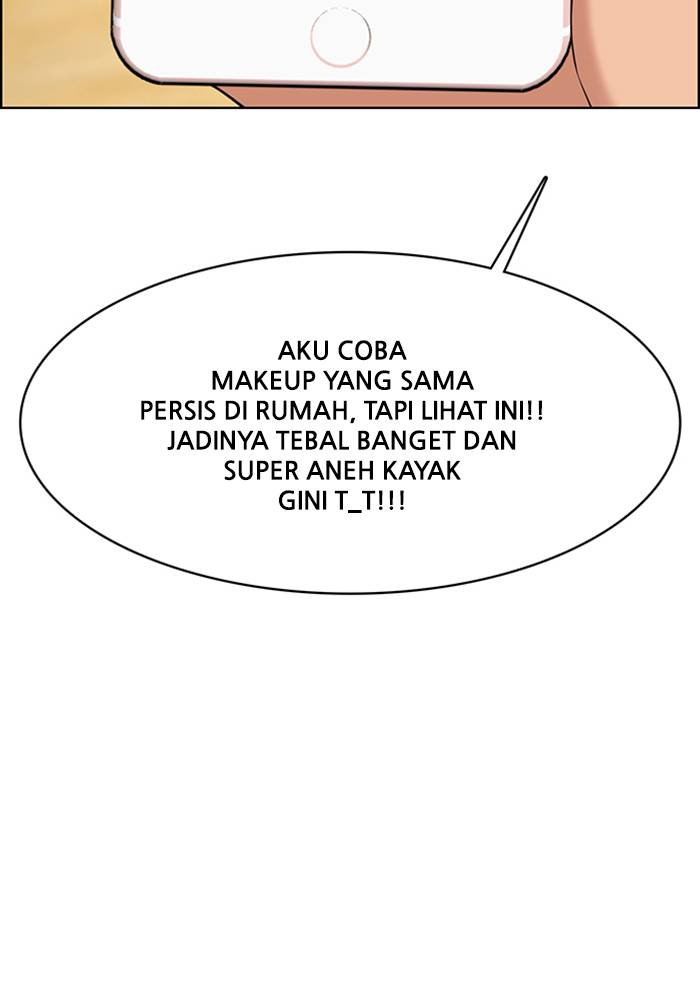 AKU COBA
MAKEUP YANG SAMA
PERSIS DI RUMAH, TAPI LIHAT INI!!
JADINYA TEBAL BANGET DAN
SUPER ANEH KAYAK
GINI T_T!!!